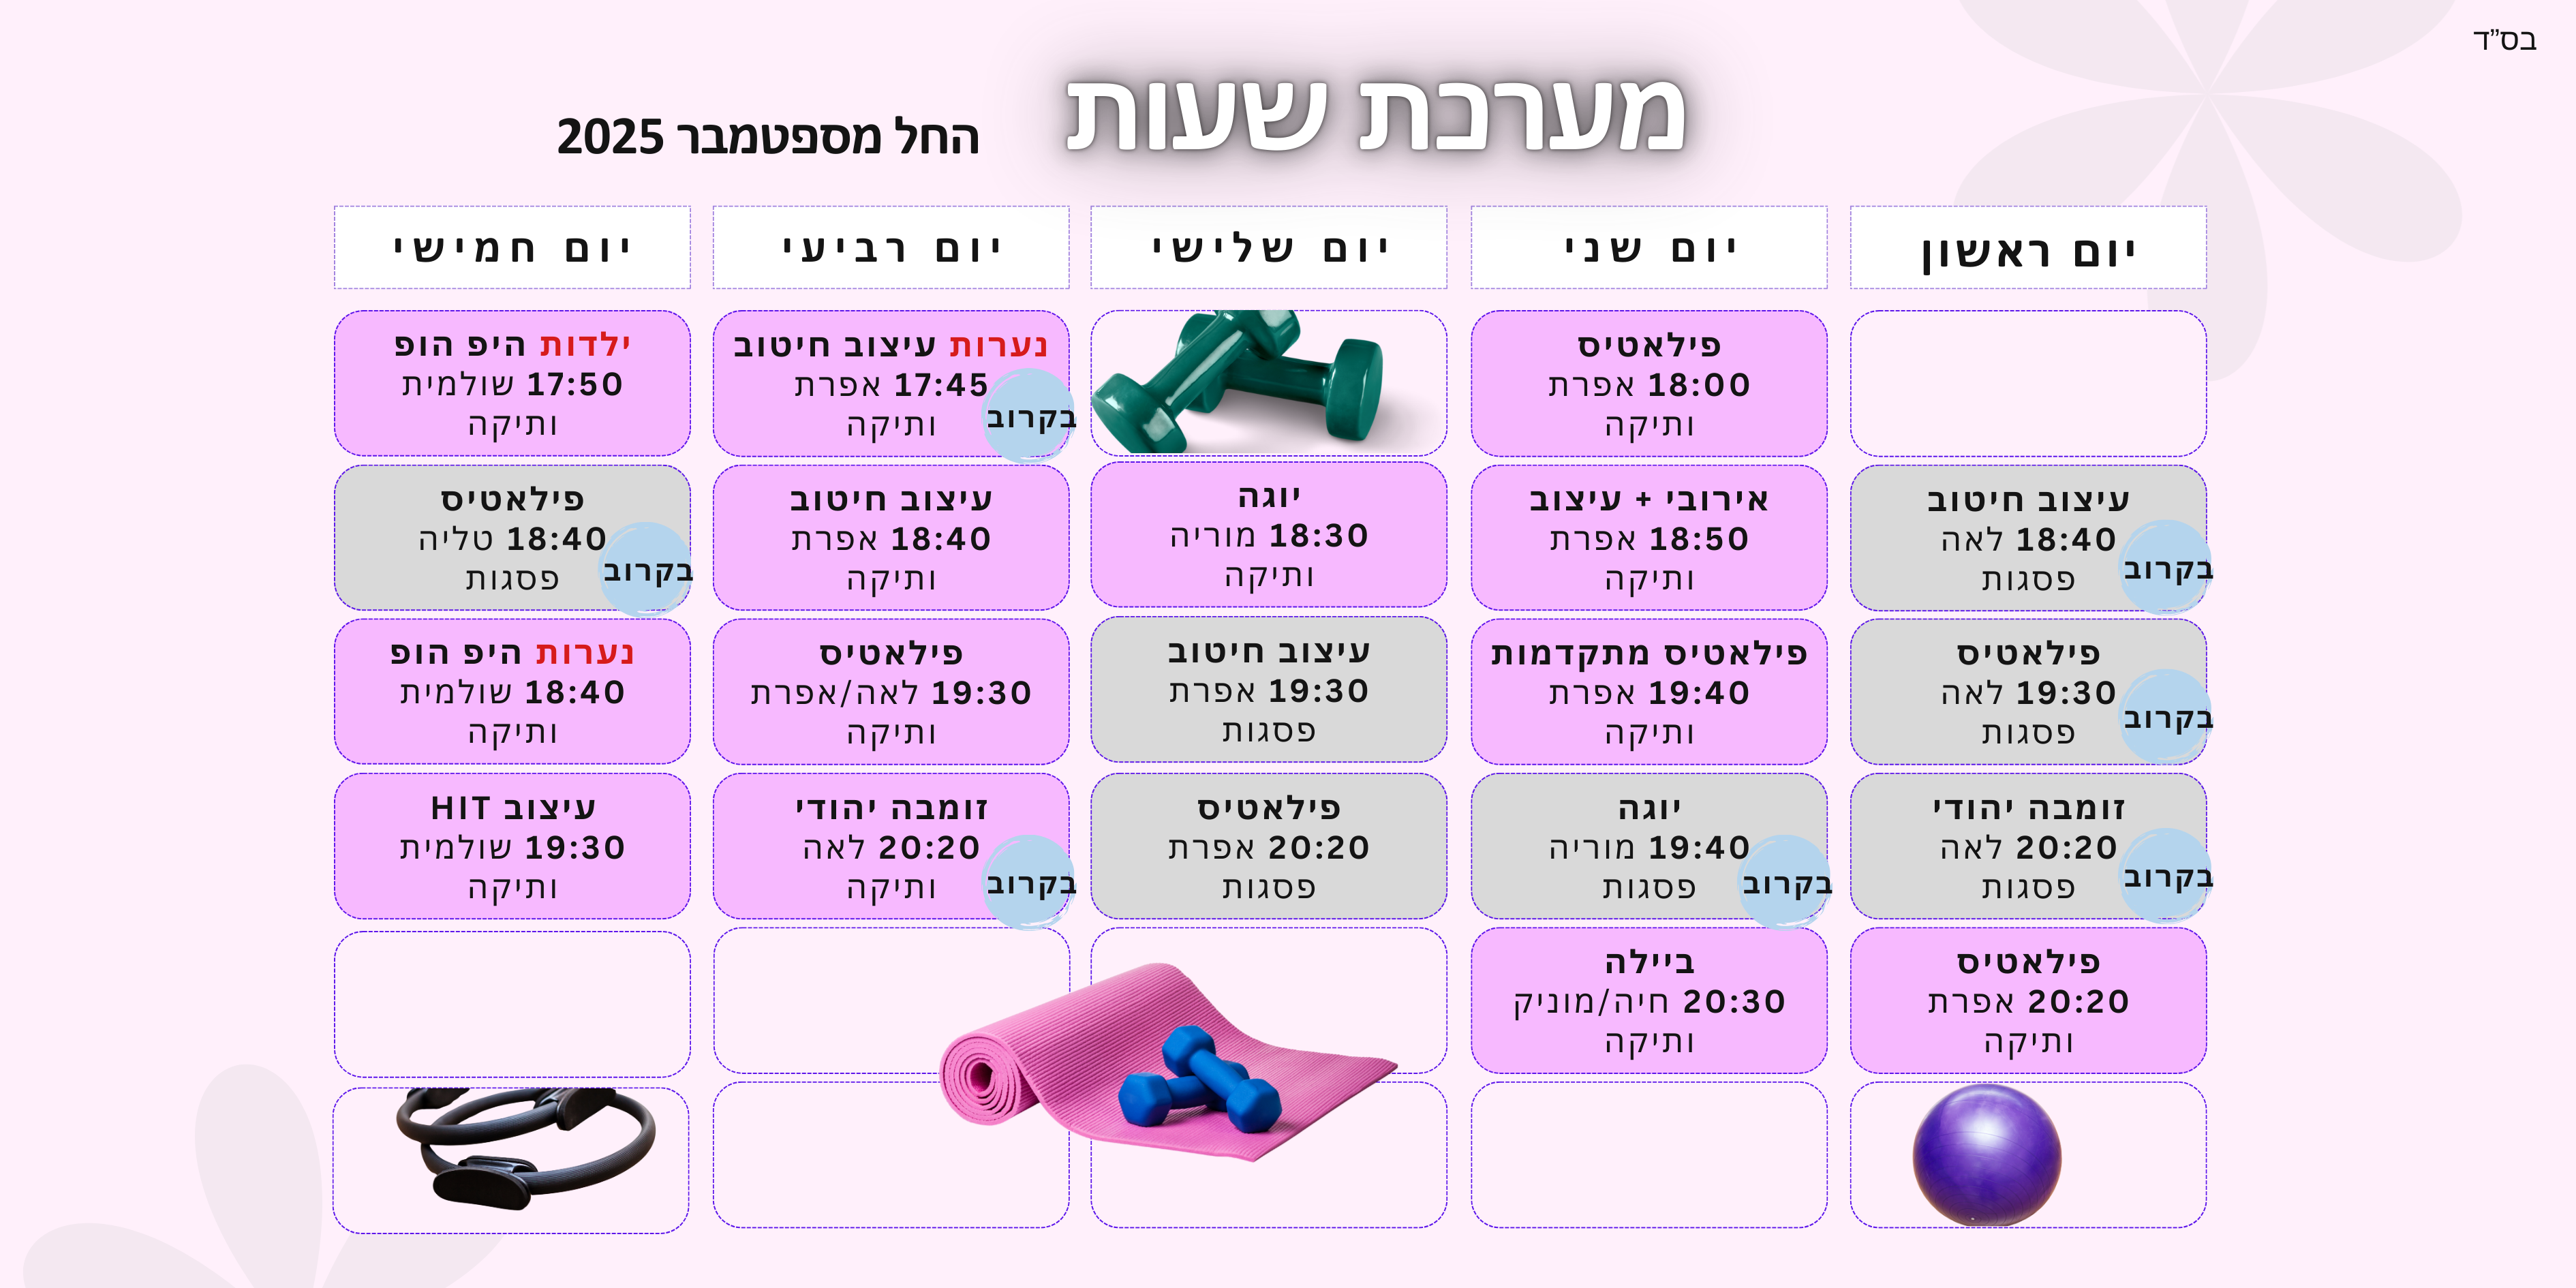 בס"ד
מערכת שעות
החל מספטמבר 2025
יום ראשון
עיצוב חיטוב
18:40 לאה
פסגות
בקרוב
פילאטיס
19:30 לאה
פסגות
בקרוב
זומבה יהודי
20:20 לאה
פסגות
בקרוב
פילאטיס
20:20 אפרת
ותיקה
יום שני
פילאטיס
18:00 אפרת
ותיקה
אירובי + עיצוב
18:50 אפרת
ותיקה
פילאטיס מתקדמות
19:40 אפרת
ותיקה
יוגה
19:40 מוריה
פסגות
בקרוב
ביילה
20:30 חיה/מוניק
ותיקה
יום שלישי
יוגה
18:30 מוריה
ותיקה
עיצוב חיטוב
19:30 אפרת
פסגות
פילאטיס
20:20 אפרת
פסגות
יום רביעי
נערות עיצוב חיטוב
17:45 אפרת
ותיקה
בקרוב
עיצוב חיטוב
18:40 אפרת
ותיקה
פילאטיס
19:30 לאה/אפרת
ותיקה
זומבה יהודי
20:20 לאה
ותיקה
בקרוב
יום חמישי
ילדות היפ הופ
17:50 שולמית
ותיקה
פילאטיס
18:40 טליה
פסגות
בקרוב
נערות היפ הופ
18:40 שולמית
ותיקה
עיצוב HIT
19:30 שולמית
ותיקה